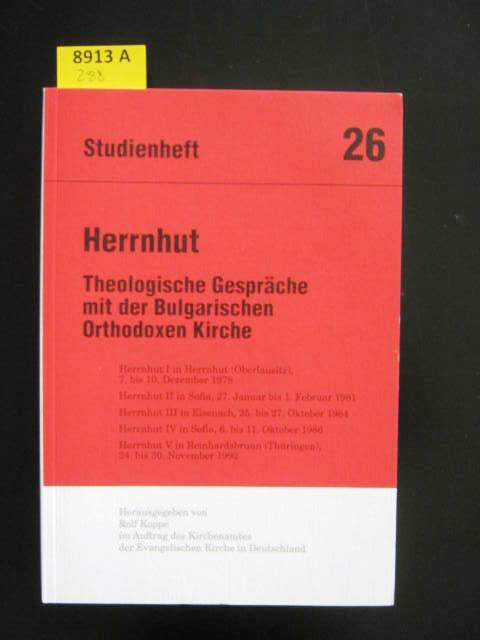 8913 A
288
Studienheft 26
Herrnhut
Theologische Gespräche
mit der Bulgarischen
Orthodoxen Kirche
Herrnhut I in Herrnhut (Oberlausitz),
7. bis 10. Dezember 1978
Herrnhut II in Sofia, 27. Januar bis 1. Februar 1981
Herrnhut III in Eisenach, 25. bis 27. Oktober 1984
Herrnhut IV in Sofia, 6. bis 11. Oktober 1986
Herrnhut V in Reinhardsbrunn (Thüringen),
24. bis 30. November 1992
Herausgegeben von
Rolf Koppe
im Auftrag des Kirchenamtes
der Evangelischen Kirche in Deutschland